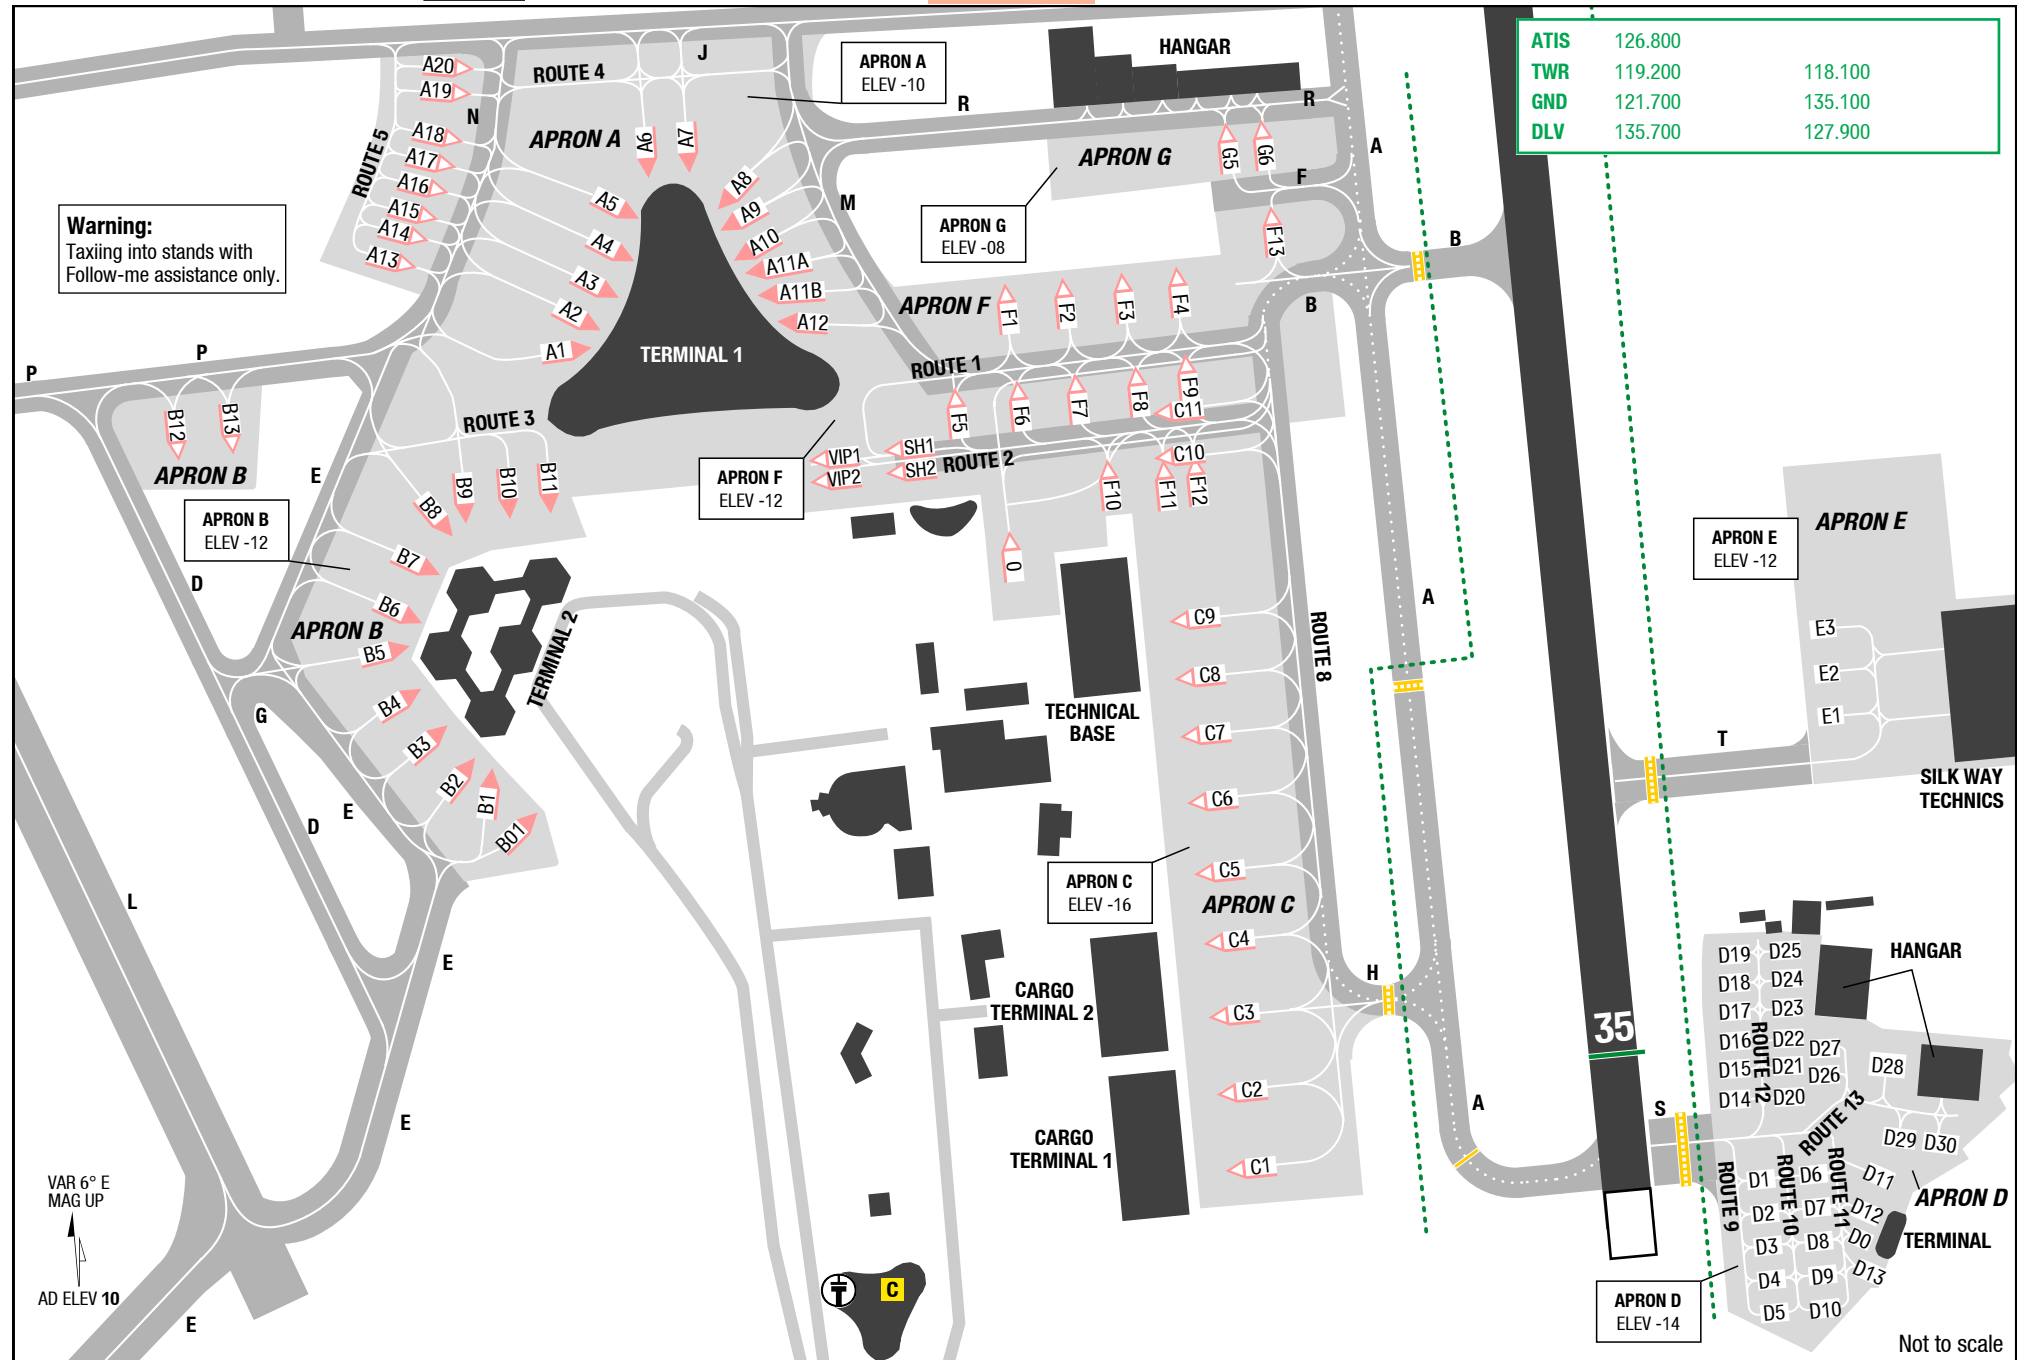 HANGAR
ATIS 126.800
TWR 119.200 118.100
GND 121.700 135.100
DLV 135.700 127.900
APRON A
ELEV -10
J
ROUTE 4
A20
A19
N
A18
A17
A16
A15
A14
A13
ROUTE 5
APRON A
A6
A7
R
R
A
APRON G
G5
G6
F
APRON G
ELEV -08
Warning:
Taxiing into stands with
Follow-me assistance only.
A5
A4
A3
A2
A1
A8
A9
A10
A11A
A11B
A12
M
F13
B
B
APRON F
F1
F2
F3
F4
TERMINAL 1
P
P
ROUTE 1
F5
F6
F7
F8
F9
C11
B12
B13
APRON B
E
ROUTE 3
B8
B9
B10
B11
VIP1
VIP2
SH1
SH2
ROUTE 2
C10
F10
F11
F12
APRON F
ELEV -12
APRON B
ELEV -12
0
APRON E
ELEV -12
APRON E
D
B7
B6
B5
APRON B
TERMINAL 2
B4
B3
B2
B1
B01
G
D
E
C9
C8
C7
C6
C5
C4
C3
C2
C1
ROUTE 8
A
TECHNICAL
BASE
E3
E2
E1
T
SILK WAY
TECHNICS
APRON C
ELEV -16
APRON C
L
E
H
CARGO
TERMINAL 2
35
CARGO
TERMINAL 1
A
E
HANGAR
D19
D25
D18
D24
D17
D23
D16
D22
D15
D21
D14
D20
ROUTE 12
D27
D26
D28
ROUTE 13
D29
D30
S
ROUTE 9
D1
D2
D3
D4
D5
ROUTE 10
D6
D7
D8
D9
D10
ROUTE 11
D11
D12
D0
D13
APRON D
TERMINAL
APRON D
ELEV -14
VAR 6° E
MAG UP
AD ELEV 10
E
C
Not to scale